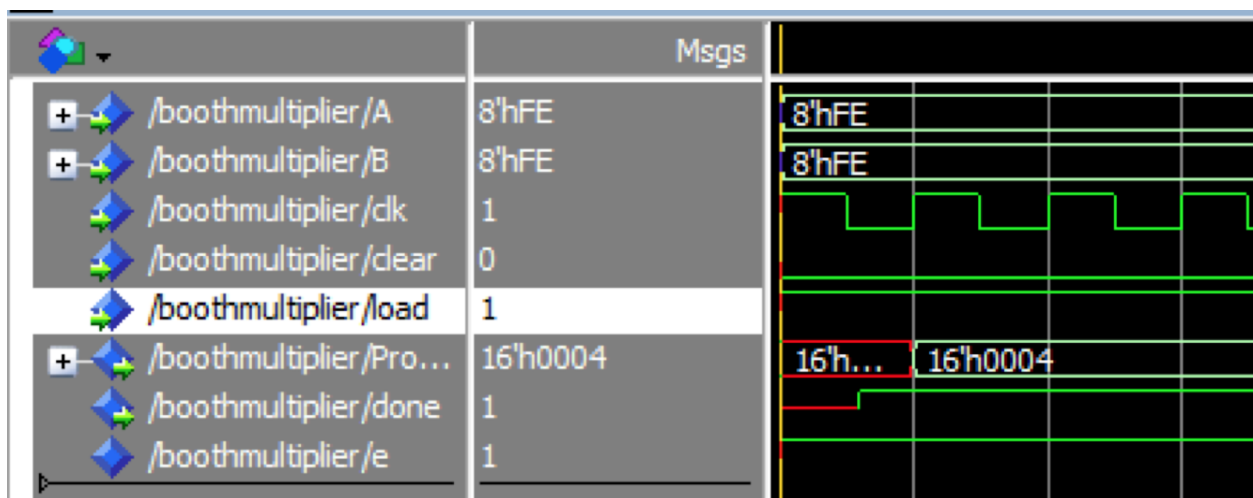 Msgs
/boothmultiplier/A 8'hFE 8'hFE
/boothmultiplier/B 8'hFE 8'hFE
/boothmultiplier/clk 1
/boothmultiplier/clear 0
/boothmultiplier/load 1
/boothmultiplier/Pro... 16'h0004 16'h... 16'h0004
/boothmultiplier/done 1
/boothmultiplier/e 1